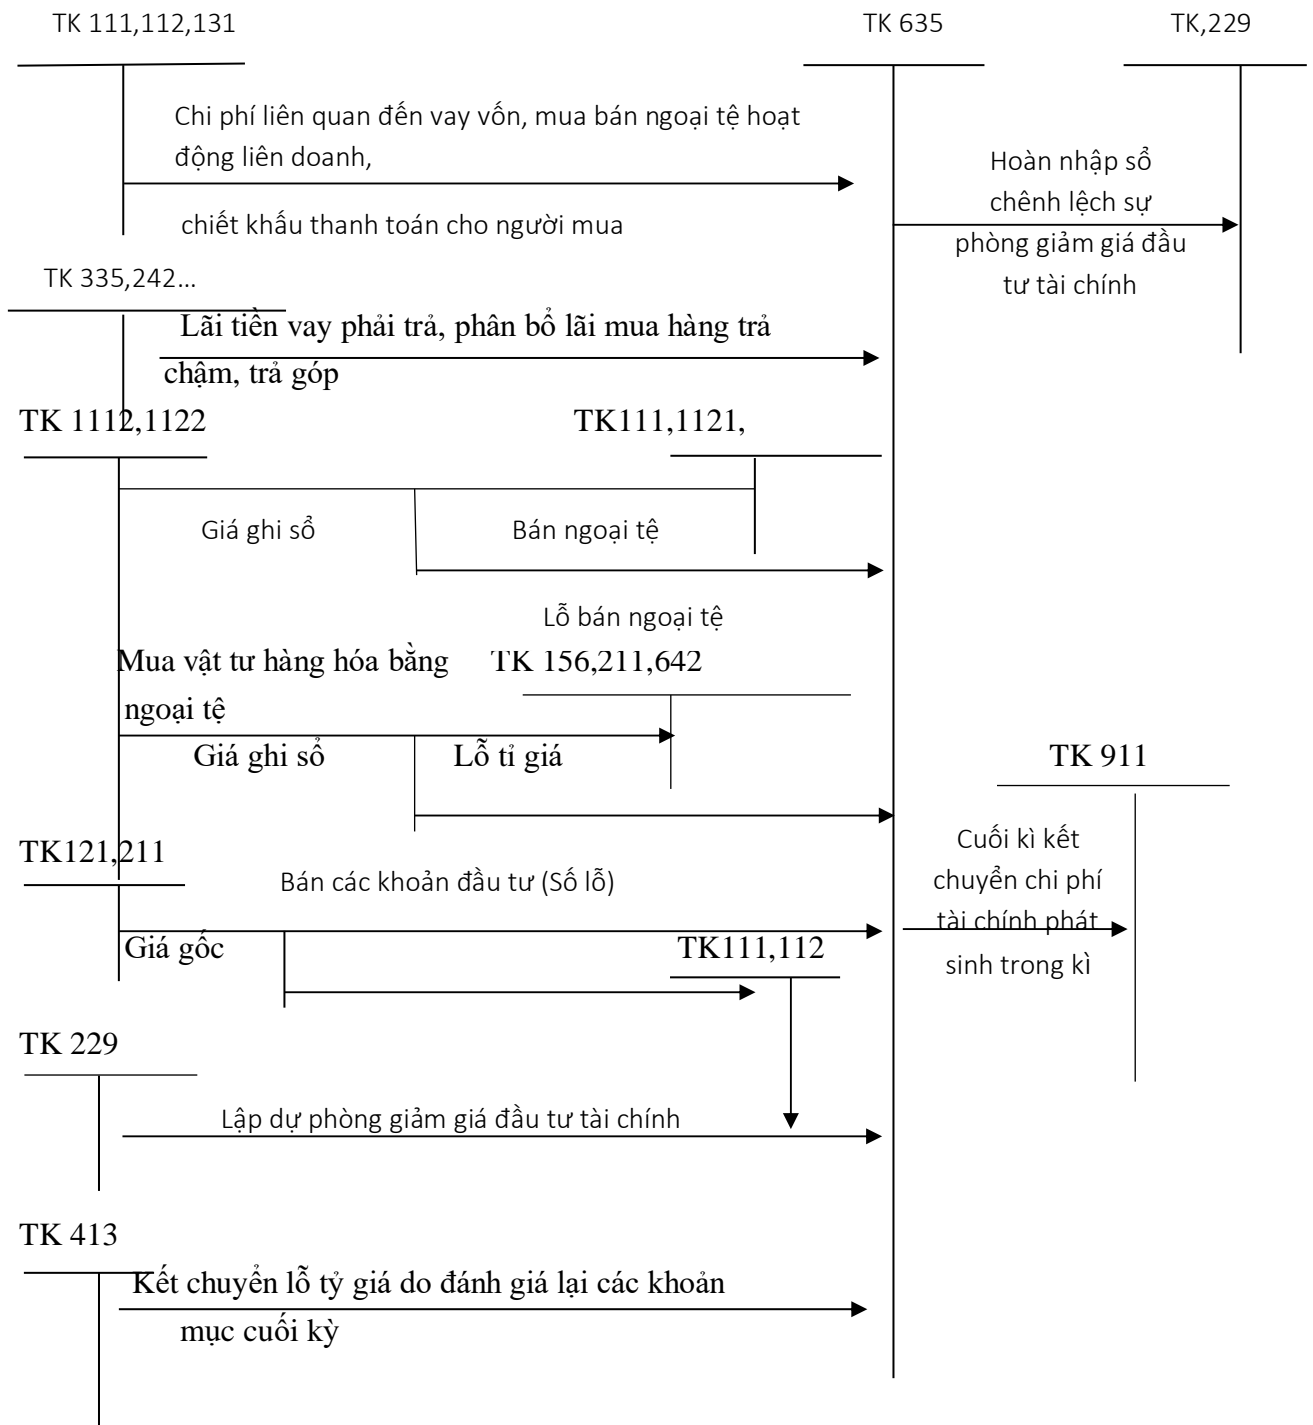 TK 111,112,131
TK 635
TK,229
Chi phí liên quan đến vay vốn, mua bán ngoại tệ hoạt
động liên doanh,
chiết khấu thanh toán cho người mua
Hoàn nhập sổ
chênh lệch sự
phòng giảm giá đầu
tư tài chính
TK 335,242...
Lãi tiền vay phải trả, phân bổ lãi mua hàng trả
chậm, trả góp
TK 1112,1122
TK111,1121,
Giá ghi sổ
Bán ngoại tệ
Lỗ bán ngoại tệ
Mua vật tư hàng hóa bằng
ngoại tệ
TK 156,211,642
Giá ghi sổ
Lỗ tỉ giá
TK 911
Cuối kì kết
chuyển chi phí
tài chính phát
sinh trong kì
TK121,211
Bán các khoản đầu tư (Số lỗ)
Giá gốc
TK111,112
TK 229
Lập dự phòng giảm giá đầu tư tài chính
TK 413
Kết chuyển lỗ tỷ giá do đánh giá lại các khoản
mục cuối kỳ